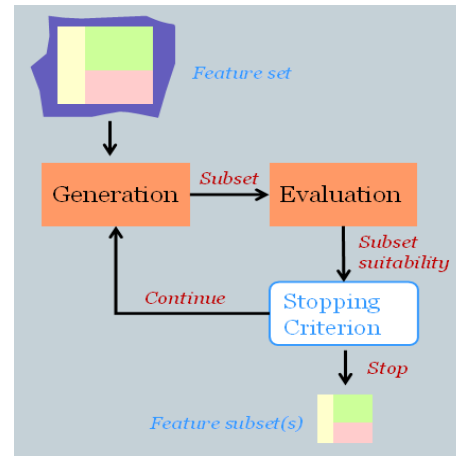 Feature set
Generation
Subset
Evaluation
Subset
suitability
Continue
Stopping
Criterion
Stop
Feature subset(s)